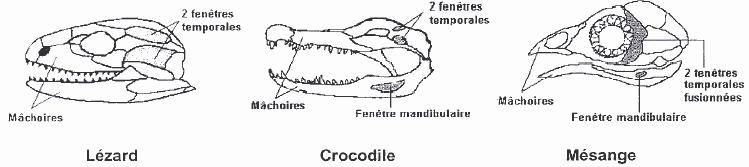 2 fenêtres
temporales
Mâchoires
Lézard
2 fenêtres
temporales
Mâchoires
Fenêtre mandibulaire
Crocodile
Mâchoires
2 fenêtres
temporales
fusionnées
Fenêtre mandibulaire
Mésange